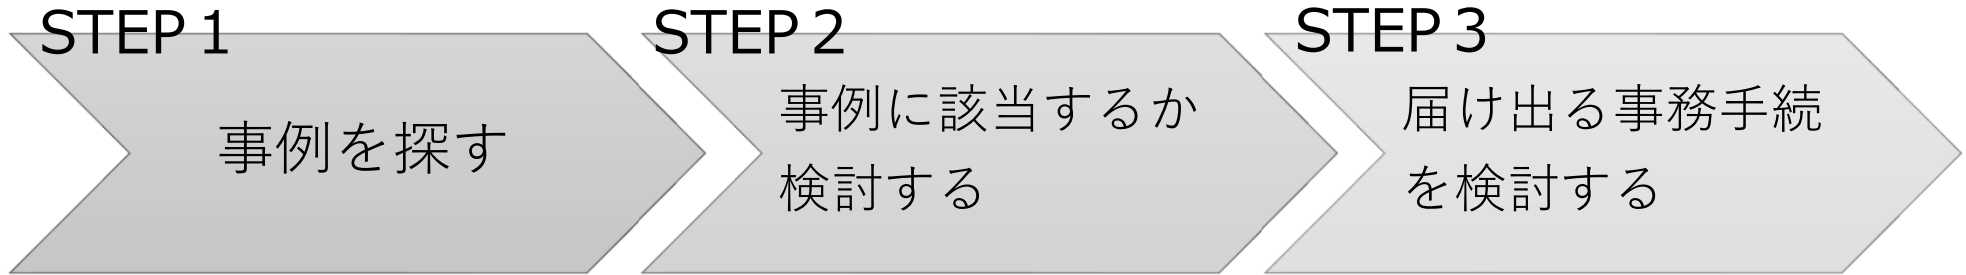 STEP 1
事例を探す
STEP 2
事例に該当するか
検討する
STEP 3
届け出る事務手続
を検討する